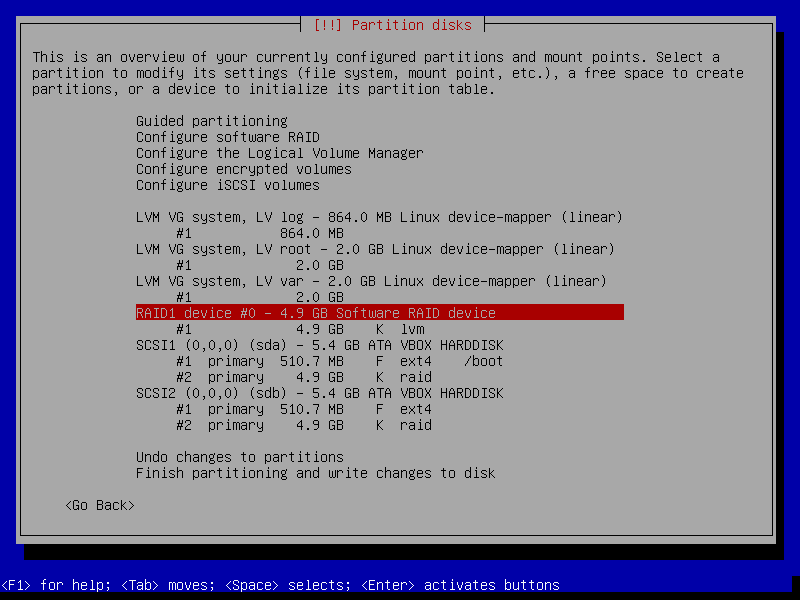 [!!] Partition disks
This is an overview of your currently configured partitions and mount points. Select a
partition to modify its settings (file system, mount point, etc.), a free space to create
partitions, or a device to initialize its partition table.
Guided partitioning
Configure software RAID
Configure the Logical Volume Manager
Configure encrypted volumes
Configure iSCSI volumes
LVM VG system, LV log - 864.0 MB Linux device-mapper (linear)
#1 864.0 MB
LVM VG system, LV root - 2.0 GB Linux device-mapper (linear)
#1 2.0 GB
LVM VG system, LV var - 2.0 GB Linux device-mapper (linear)
#1 2.0 GB
RAID1 device #0 - 4.9 GB Software RAID device
#1 4.9 GB K lvm
SCSI1 (0,0,0) (sda) - 5.4 GB ATA VBOX HARDDISK
#1 primary 510.7 MB F ext4 /boot
#2 primary 4.9 GB K raid
SCSI2 (0,0,0) (sdb) - 5.4 GB ATA VBOX HARDDISK
#1 primary 510.7 MB F ext4
#2 primary 4.9 GB K raid
Undo changes to partitions
Finish partitioning and write changes to disk
<Go Back>
<F1> for help; <Tab> moves; <Space> selects; <Enter> activates buttons